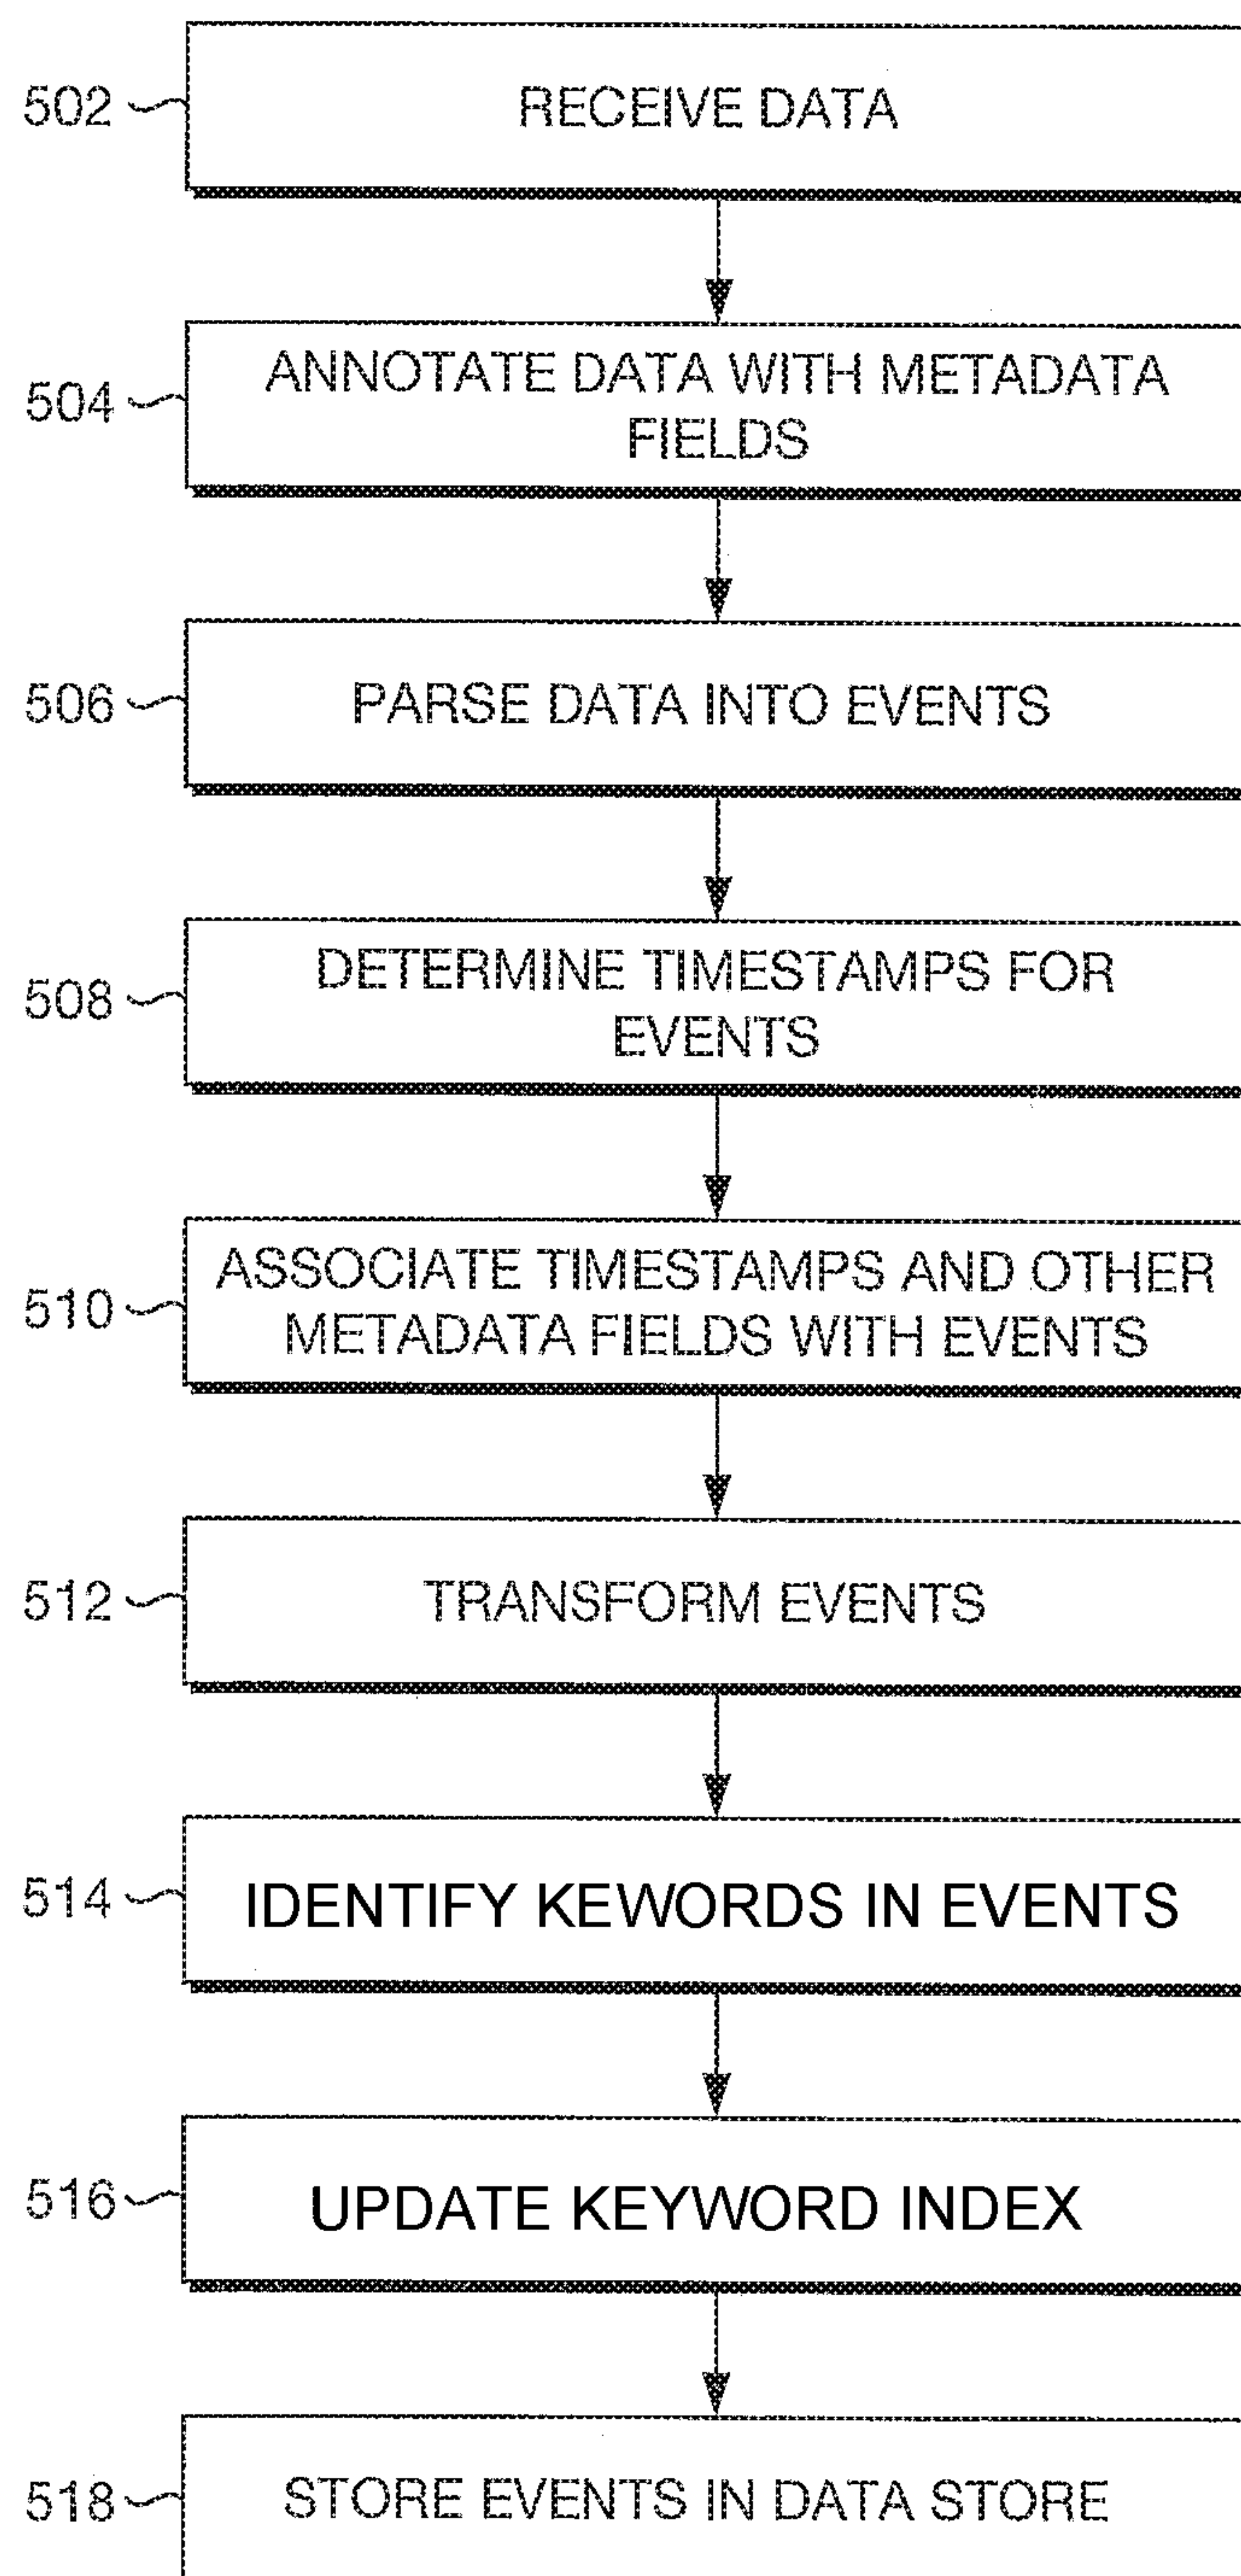 502
RECEIVE DATA
504
ANNOTATE DATA WITH METADATA
FIELDS
506
PARSE DATA INTO EVENTS
508
DETERMINE TIMESTAMPS FOR
EVENTS
510
ASSOCIATE TIMESTAMPS AND OTHER
METADATA FIELDS WITH EVENTS
512
TRANSFORM EVENTS
514
IDENTIFY KEWORDS IN EVENTS
516
UPDATE KEYWORD INDEX
518
STORE EVENTS IN DATA STORE